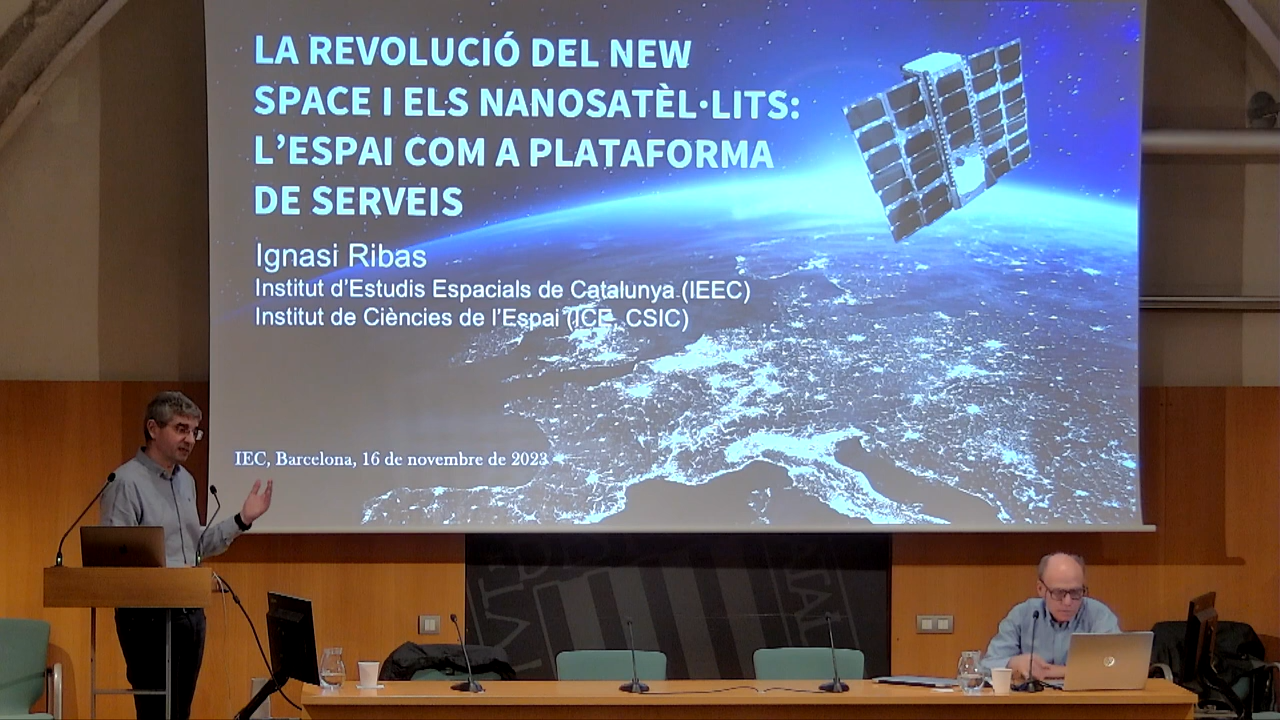 LA REVOLUCIÓ DEL NEW
SPACE I ELS NANOSATÈL·LITS:
L'ESPAI COM A PLATAFORMA
DE SERVEIS
Ignasi Ribas
Institut d'Estudis Espacials de Catalunya (IEEC)
Institut de Ciències de l'Espai (ICE, CSIC)
IEC, Barcelona, 16 de novembre de 2023
hp